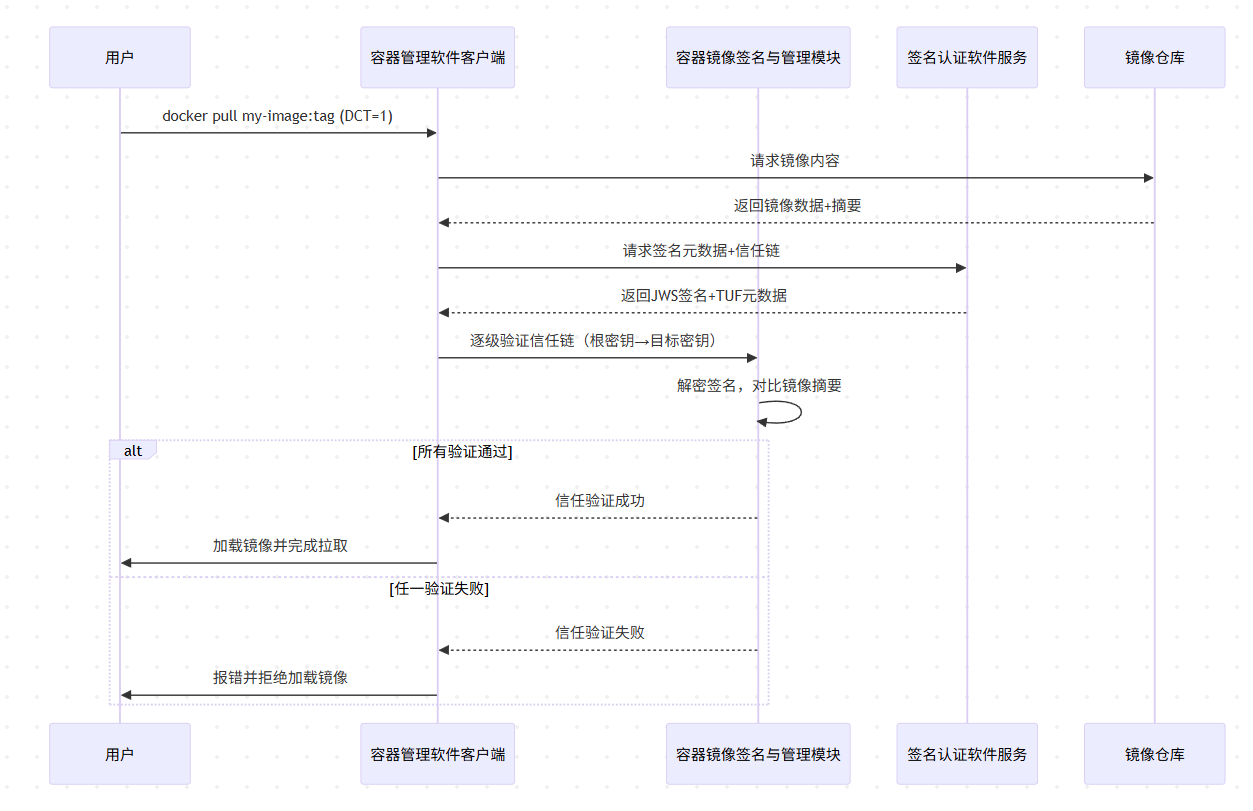 用户
容器管理软件客户端
容器镜像签名与管理模块
签名认证软件服务
镜像仓库
docker pull my-image:tag (DCT=1)
请求镜像内容
返回镜像数据+摘要
请求签名元数据+信任链
返回JWS签名+TUF元数据
逐级验证信任链（根密钥→目标密钥）
解密签名，对比镜像摘要
alt
[所有验证通过]
信任验证成功
加载镜像并完成拉取
[任一验证失败]
信任验证失败
报错并拒绝加载镜像
用户
容器管理软件客户端
容器镜像签名与管理模块
签名认证软件服务
镜像仓库